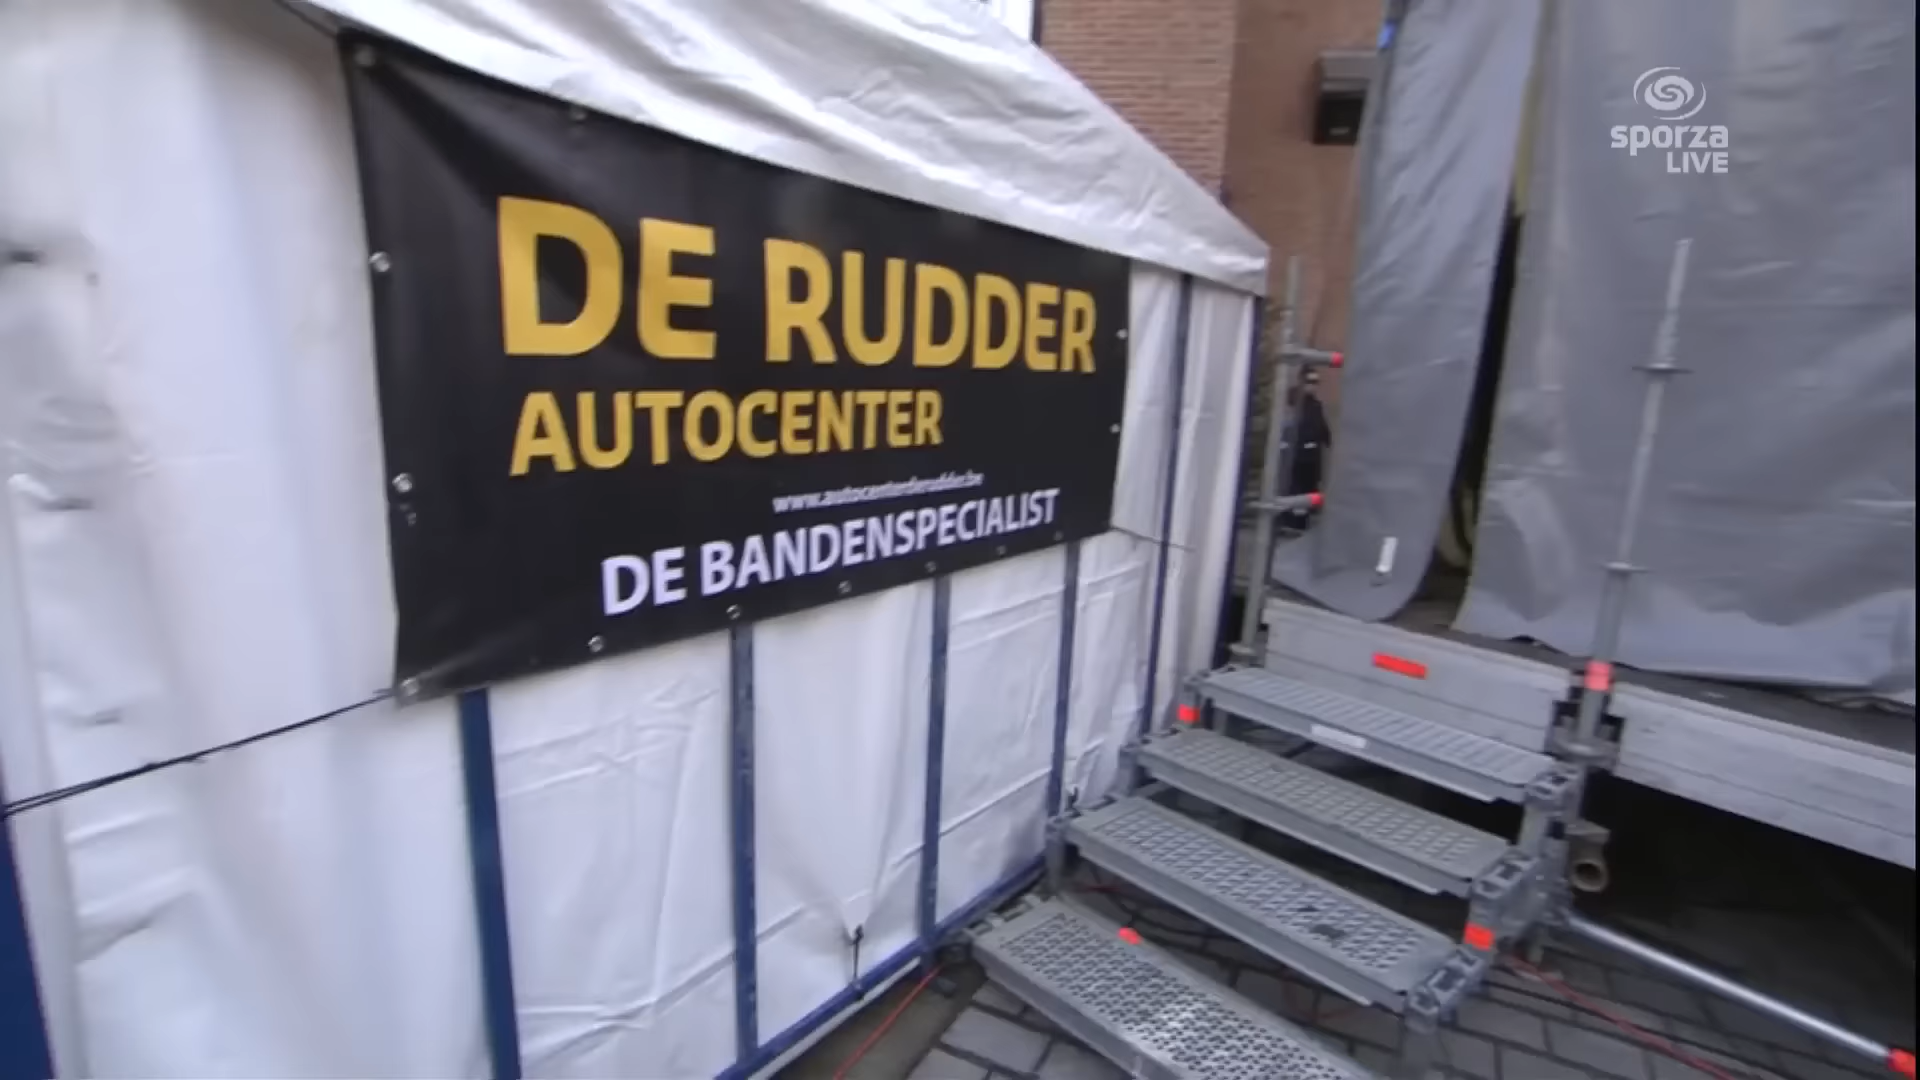 DE RUDDER
AUTOCENTER
www.autocenterderudder.be
DE BANDENSPECIALIST
sporza
LIVE